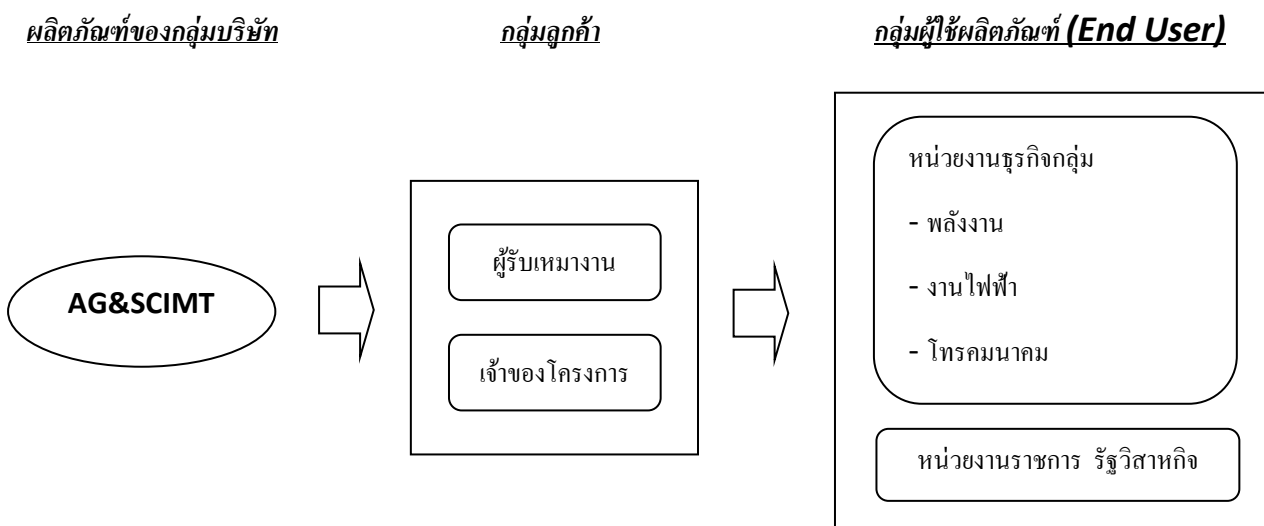 ผลิตภัณฑ์ของกลุ่มบริษัท
กลุ่มลูกค้า
กลุ่มผู้ใช้ผลิตภัณฑ์ (End User)
AG&SCIMT
ผู้รับเหมางาน
เจ้าของโครงการ
หน่วยงานธุรกิจกลุ่ม
- พลังงาน
- งานไฟฟ้า
- โทรคมนาคม
หน่วยงานราชการ รัฐวิสาหกิจ